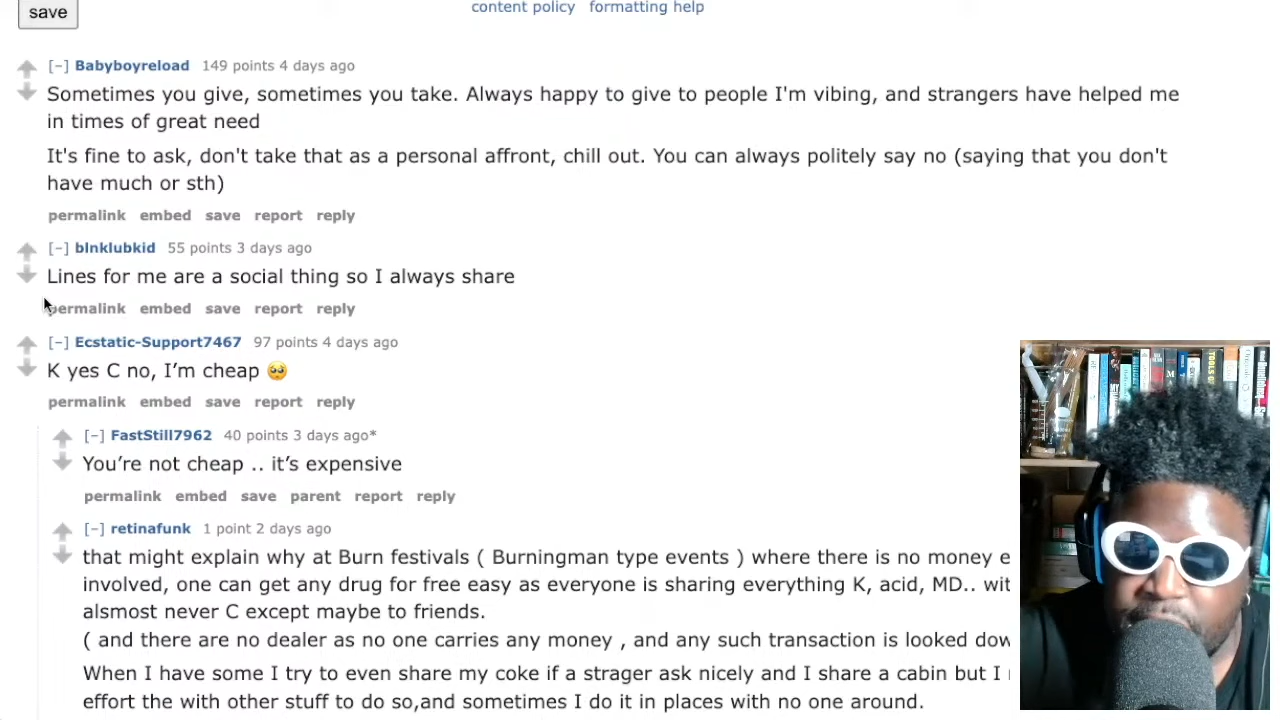 save
content policy formatting help
[–] Babyboyreload 149 points 4 days ago
Sometimes you give, sometimes you take. Always happy to give to people I'm vibing, and strangers have helped me
in times of great need
It's fine to ask, don't take that as a personal affront, chill out. You can always politely say no (saying that you don't
have much or sth)
permalink embed save report reply
[–] blnklubkid 55 points 3 days ago
Lines for me are a social thing so I always share
permalink embed save report reply
[–] Ecstatic-Support7467 97 points 4 days ago
K yes C no, I’m cheap 🥺
permalink embed save report reply
[–] FastStill7962 40 points 3 days ago*
You’re not cheap .. it’s expensive
permalink embed save parent report reply
[–] retinafunk 1 point 2 days ago
that might explain why at Burn festivals ( Burningman type events ) where there is no money e
involved, one can get any drug for free easy as everyone is sharing everything K, acid, MD.. wit
alsmost never C except maybe to friends.
( and there are no dealer as no one carries any money , and any such transaction is looked dow
When I have some I try to even share my coke if a strager ask nicely and I share a cabin but I
effort the with other stuff to do so,and sometimes I do it in places with no one around.